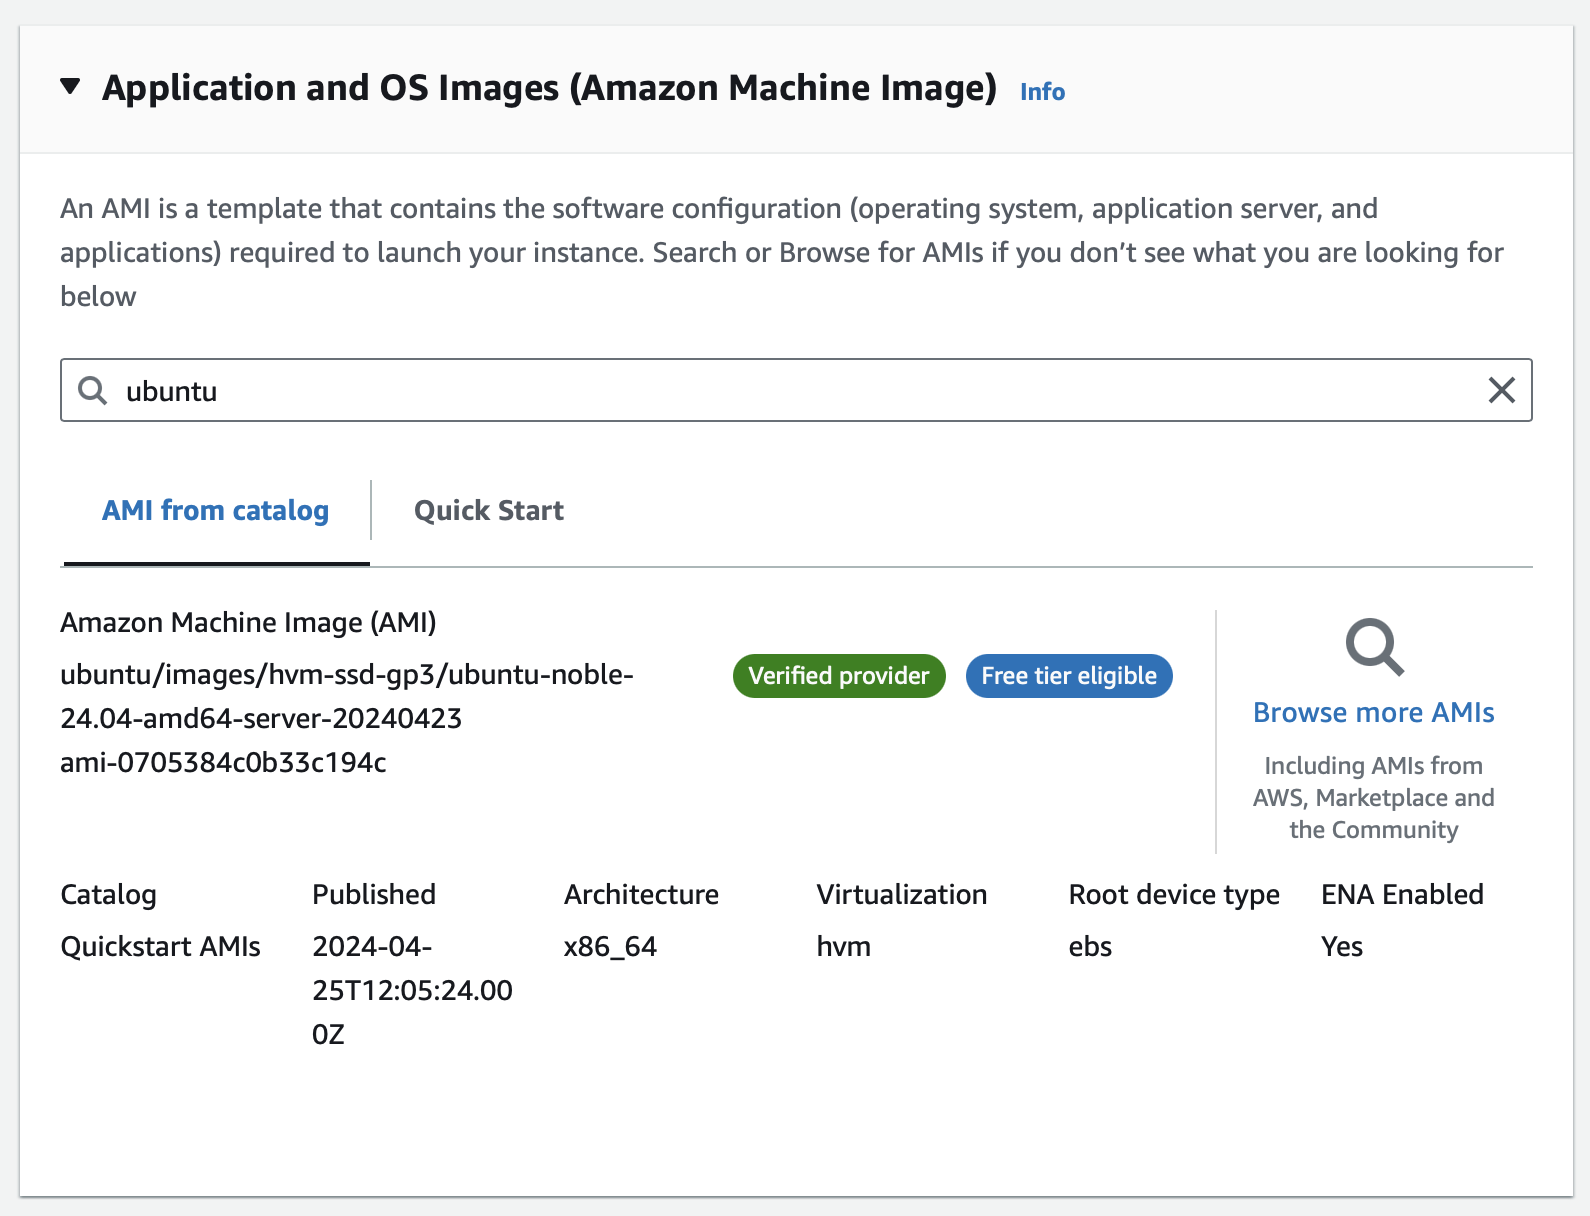 Application and OS Images (Amazon Machine Image) Info
An AMI is a template that contains the software configuration (operating system, application server, and
applications) required to launch your instance. Search or Browse for AMIs if you don’t see what you are looking for
below
ubuntu
AMI from catalog
Quick Start
Amazon Machine Image (AMI)
ubuntu/images/hvm-ssd-gp3/ubuntu-noble-
24.04-amd64-server-20240423
ami-0705384c0b33c194c
Verified provider
Free tier eligible
Browse more AMIs
Including AMIs from
AWS, Marketplace and
the Community
Catalog
Quickstart AMIs
Published
2024-04-
25T12:05:24.00
0Z
Architecture
x86_64
Virtualization
hvm
Root device type
ebs
ENA Enabled
Yes